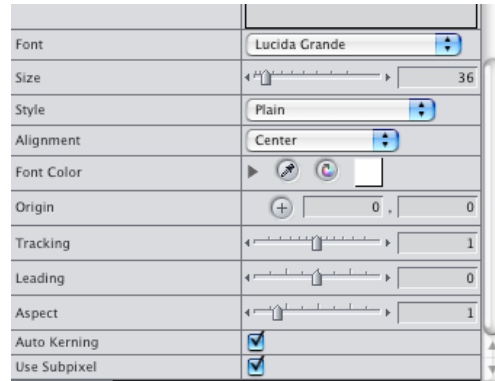 Font Lucida Grande
Size 36
Style Plain
Alignment Center
Font Color
Origin 0 , 0
Tracking 1
Leading 0
Aspect 1
Auto Kerning
Use Subpixel